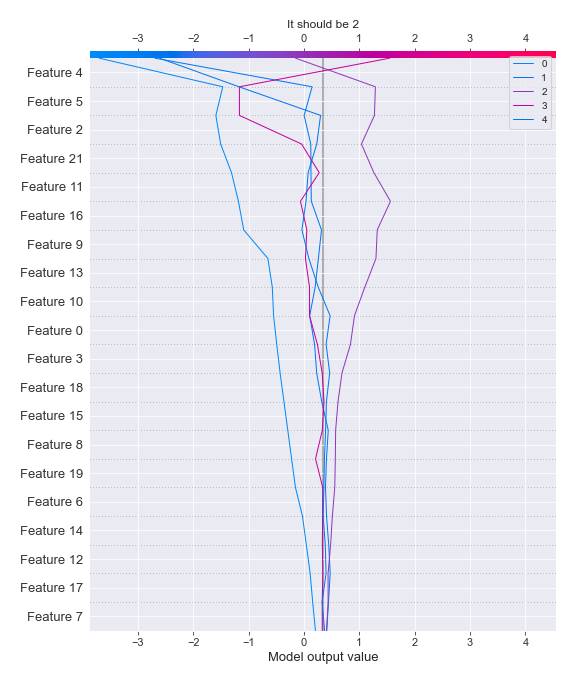 It should be 2
−3 −2 −1 0 1 2 3 4
0
1
2
3
4
Feature 4
Feature 5
Feature 2
Feature 21
Feature 11
Feature 16
Feature 9
Feature 13
Feature 10
Feature 0
Feature 3
Feature 18
Feature 15
Feature 8
Feature 19
Feature 6
Feature 14
Feature 12
Feature 17
Feature 7
−3 −2 −1 0 1 2 3 4
Model output value